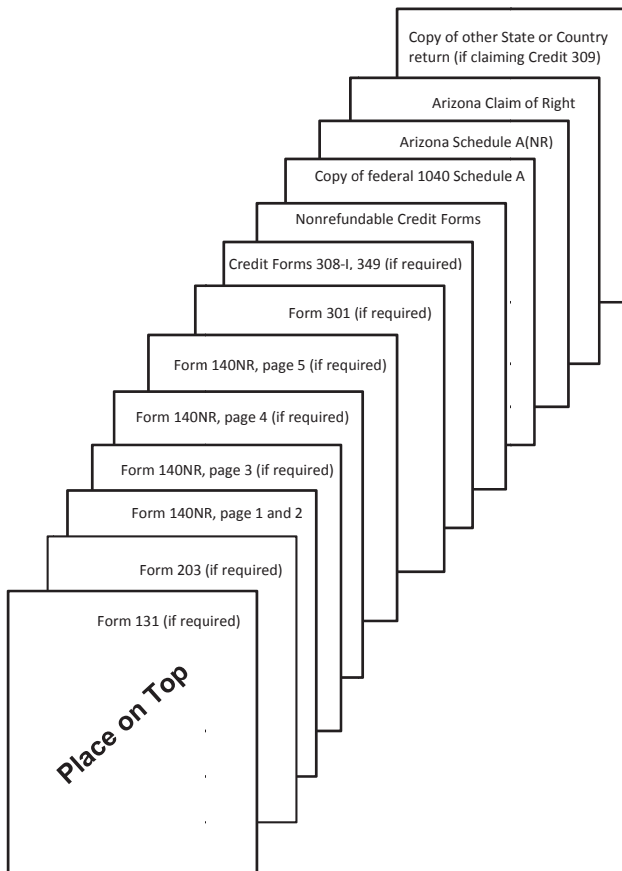 Copy of other State or Country
return (if claiming Credit 309)
Arizona Claim of Right
Arizona Schedule A(NR)
Copy of federal 1040 Schedule A
Nonrefundable Credit Forms
Credit Forms 308-I, 349 (if required)
Form 301 (if required)
Form 140NR, page 5 (if required)
Form 140NR, page 4 (if required)
Form 140NR, page 3 (if required)
Form 140NR, page 1 and 2
Form 203 (if required)
Form 131 (if required)
Place on Top